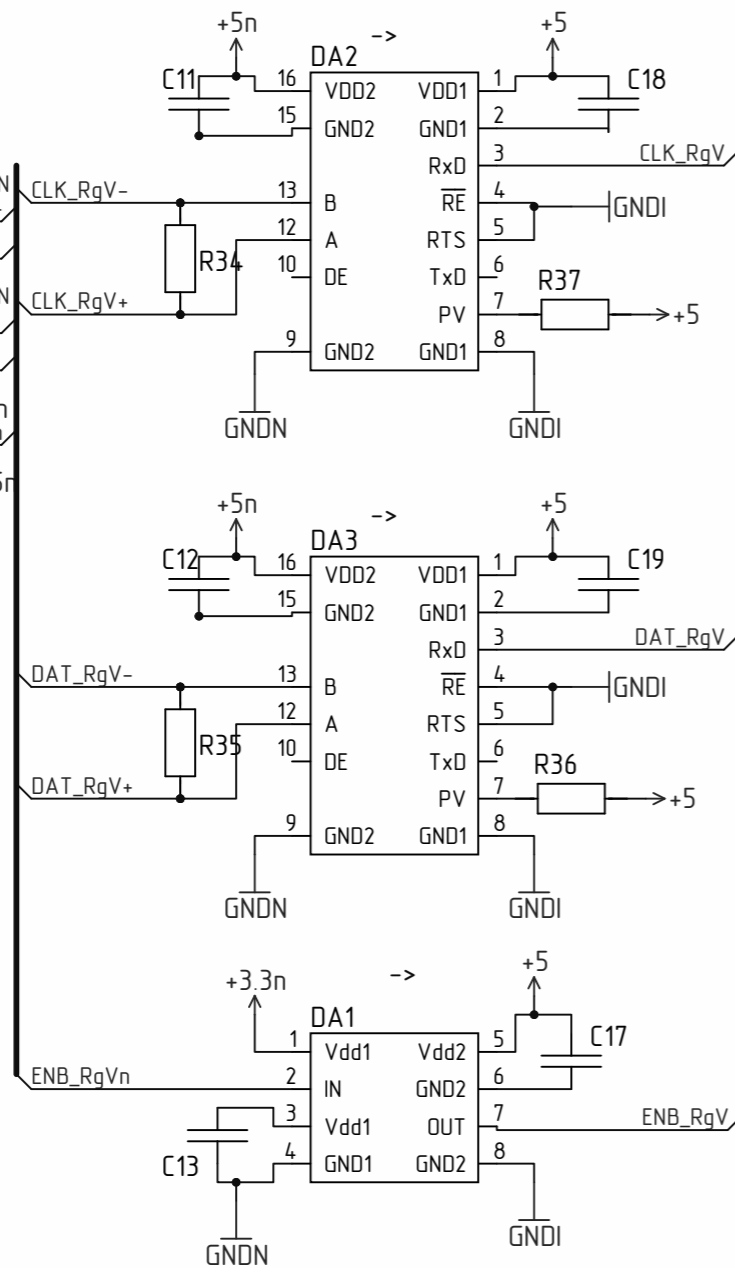 +5n
->
+5
DA2
C11
C18
16 VDD2 VDD1 1
15 GND2 GND1 2
RxD 3 CLK_RgV
N
CLK_RgV- 13 B R̅E̅ 4 GNDI
12 A RTS 5
R34
10 DE TxD 6
N
CLK_RgV+ PV 7 R37 +5
9 GND2 GND1 8
n
GNDN GNDI
5n
+5n
->
+5
DA3
C12
C19
16 VDD2 VDD1 1
15 GND2 GND1 2
RxD 3 DAT_RgV
DAT_RgV- 13 B R̅E̅ 4 GNDI
12 A RTS 5
R35
10 DE TxD 6
DAT_RgV+ PV 7 R36 +5
9 GND2 GND1 8
GNDN GNDI
+3.3n
->
+5
DA1
C17
1 Vdd1 Vdd2 5
ENB_RgVn 2 IN GND2 6
3 Vdd1 OUT 7 ENB_RgV
C13
4 GND1 GND2 8
GNDN GNDI